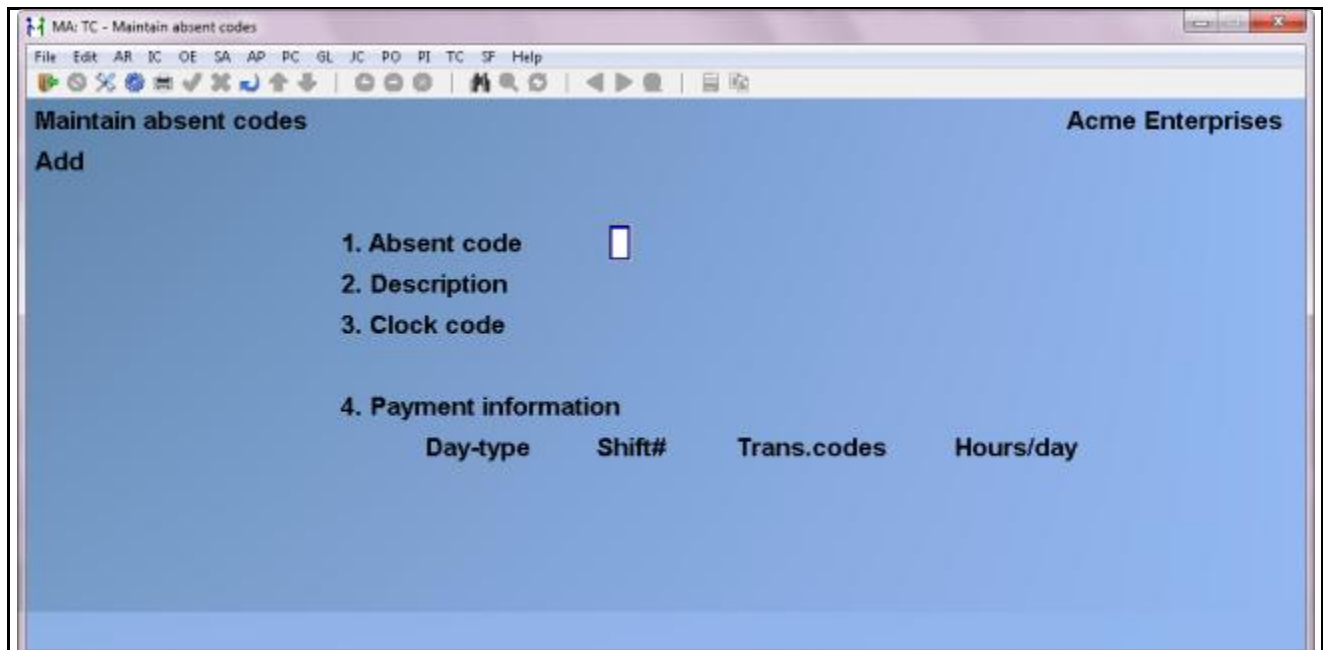 MA: TC - Maintain absent codes
File Edit AR IC OE SA AP PC GL JC PO PI TC SF Help
Maintain absent codes Acme Enterprises
Add
1. Absent code
2. Description
3. Clock code
4. Payment information
Day-type Shift# Trans.codes Hours/day